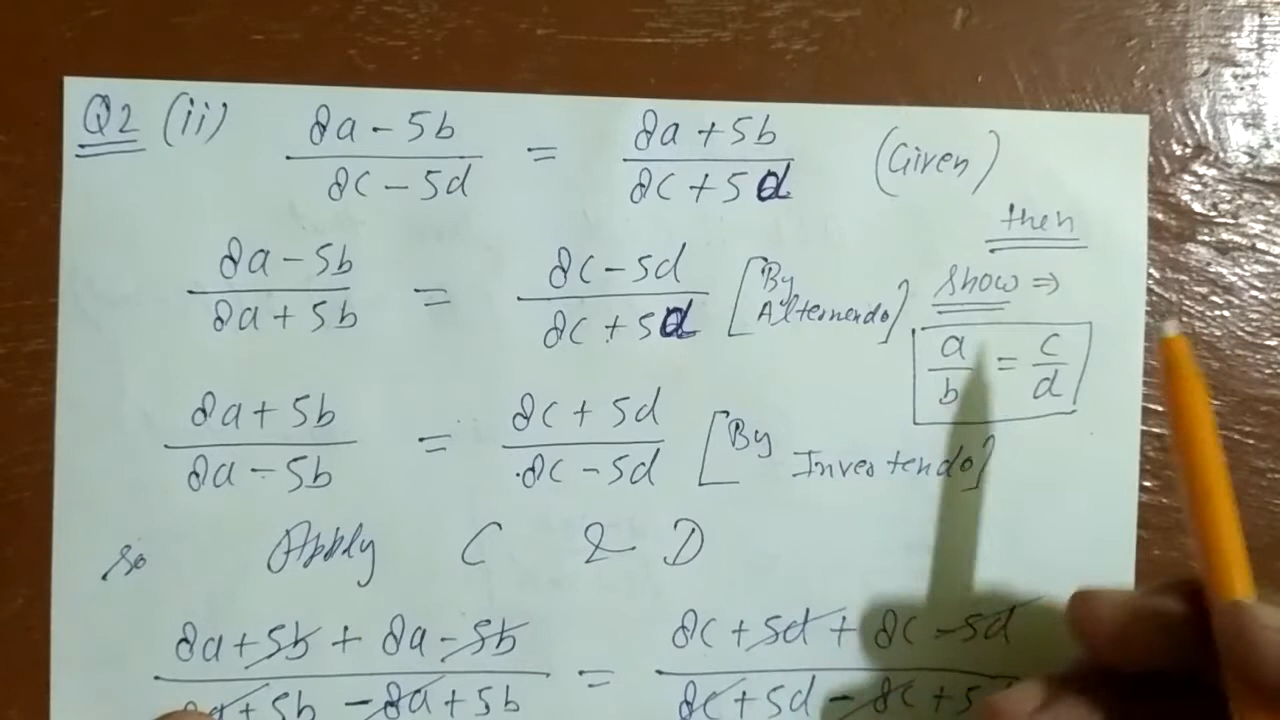 Q2 (ii) 8a - 5b / 8c - 5d = 8a + 5b / 8c + 5d (Given)
then
8a - 5b / 8a + 5b = 8c - 5d / 8c + 5d [By Alternendo]
show ⇒
a / b = c / d
8a + 5b / 8a - 5b = 8c + 5d / 8c - 5d [By Invertendo]
so Apply C & D
8a + 5b + 8a - 5b / 8a + 5b - 8a + 5b = 8c + 5d + 8c - 5d / 8c + 5d - 8c + 5